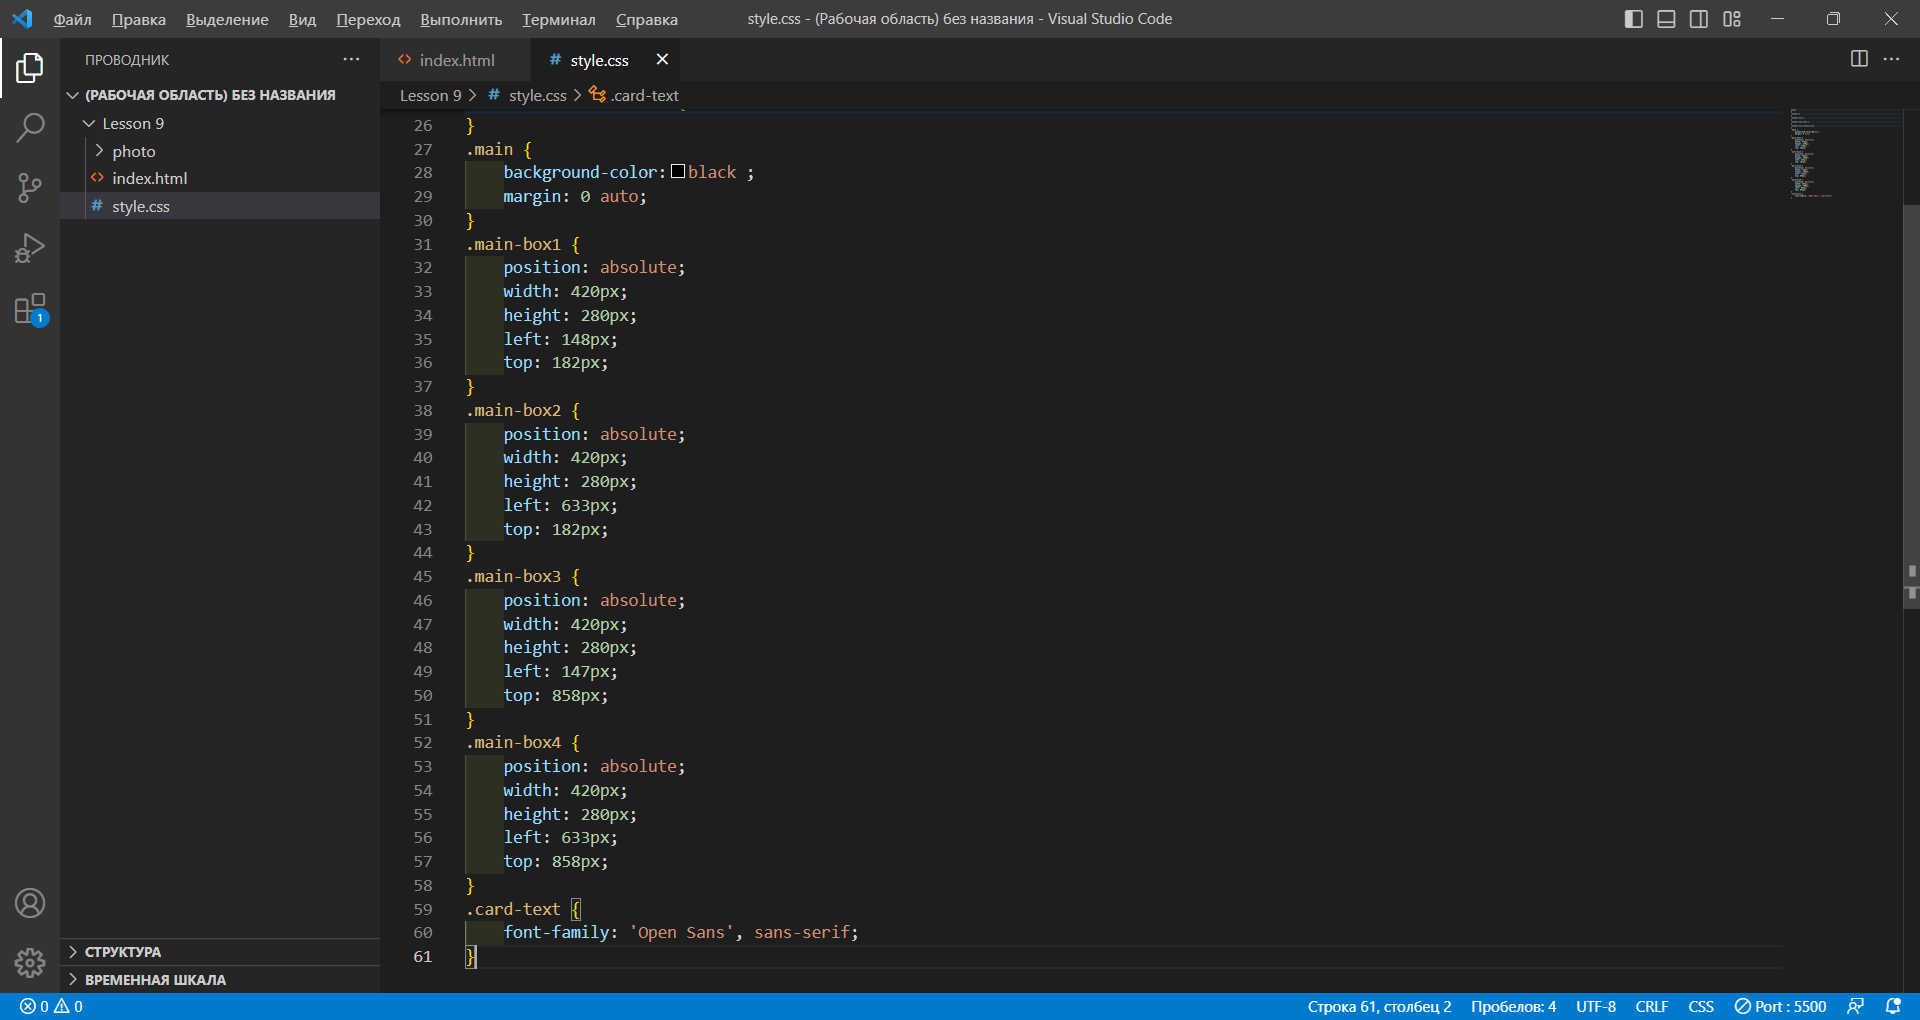 Файл Правка Выделение Вид Переход Выполнить Терминал Справка
style.css - (Рабочая область) без названия - Visual Studio Code
ПРОВОДНИК
(РАБОЧАЯ ОБЛАСТЬ) БЕЗ НАЗВАНИЯ
Lesson 9
photo
index.html
style.css
1
СТРУКТУРА
ВРЕМЕННАЯ ШКАЛА
index.html
style.css
Lesson 9 > style.css > .card-text
26 }
27 .main {
28 background-color: black ;
29 margin: 0 auto;
30 }
31 .main-box1 {
32 position: absolute;
33 width: 420px;
34 height: 280px;
35 left: 148px;
36 top: 182px;
37 }
38 .main-box2 {
39 position: absolute;
40 width: 420px;
41 height: 280px;
42 left: 633px;
43 top: 182px;
44 }
45 .main-box3 {
46 position: absolute;
47 width: 420px;
48 height: 280px;
49 left: 147px;
50 top: 858px;
51 }
52 .main-box4 {
53 position: absolute;
54 width: 420px;
55 height: 280px;
56 left: 633px;
57 top: 858px;
58 }
59 .card-text {
60 font-family: 'Open Sans', sans-serif;
61 }
0 0
Строка 61, столбец 2 Пробелов: 4 UTF-8 CRLF CSS Port : 5500